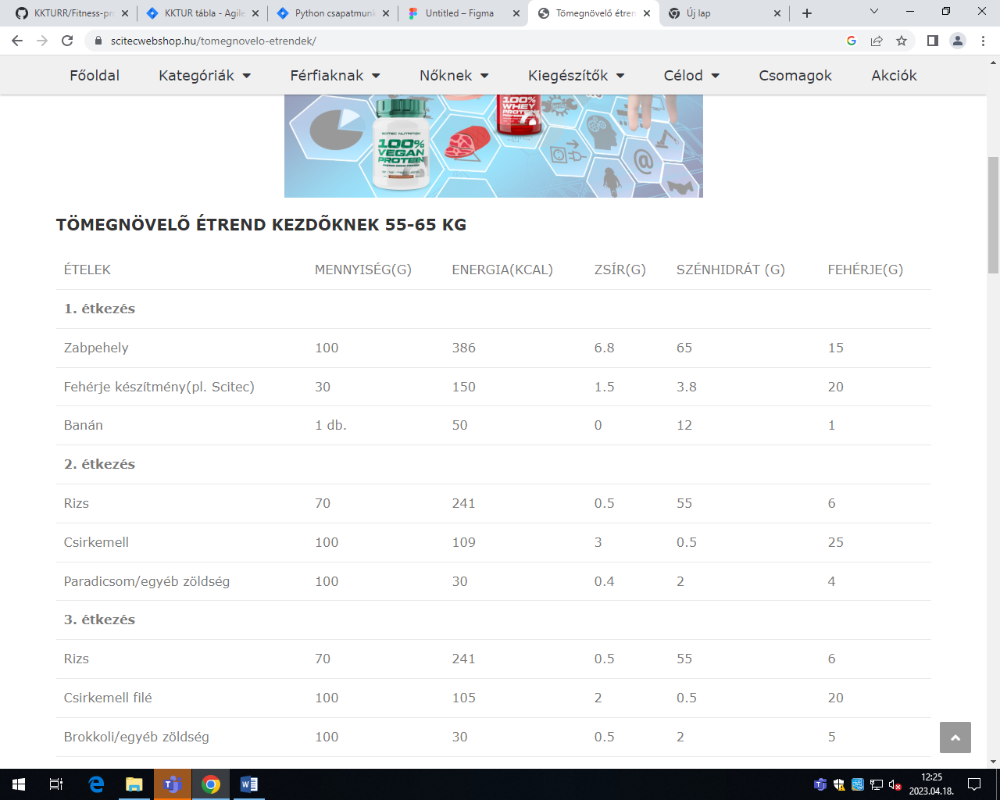 KKTURR/Fitness-pr
KKTUR tábla - Agile
Python csapatmunk
Untitled – Figma
Tömegnövelő étren
Új lap
scitecwebshop.hu/tomegnovelo-etrendek/
Főoldal Kategóriák Férfiaknak Nőknek Kiegészítők Célod Csomagok Akciók
SCITEC NUTRITION
100%
VEGAN
PROTEIN
100%
WHEY
PROTEIN
@
TÖMEGNÖVELÕ ÉTREND KEZDÕKNEK 55-65 KG
ÉTELEK MENNYISÉG(G) ENERGIA(KCAL) ZSÍR(G) SZÉNHIDRÁT (G) FEHÉRJE(G)
1. étkezés
Zabpehely 100 386 6.8 65 15
Fehérje készítmény(pl. Scitec) 30 150 1.5 3.8 20
Banán 1 db. 50 0 12 1
2. étkezés
Rizs 70 241 0.5 55 6
Csirkemell 100 109 3 0.5 25
Paradicsom/egyéb zöldség 100 30 0.4 2 4
3. étkezés
Rizs 70 241 0.5 55 6
Csirkemell filé 100 105 2 0.5 20
Brokkoli/egyéb zöldség 100 30 0.5 2 5
12:25
2023.04.18.